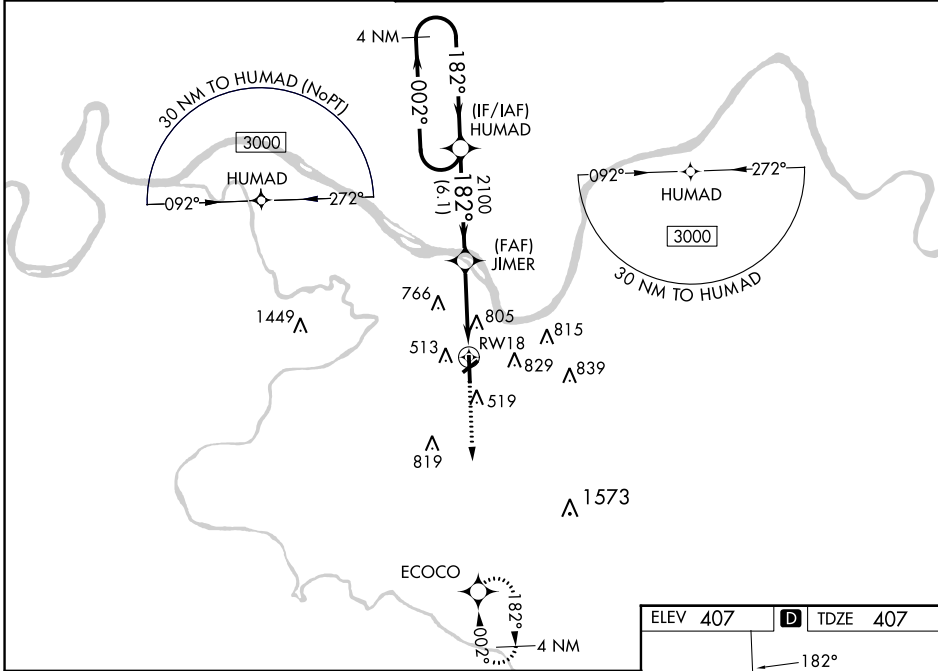 4 NM
182°
002°
(IF/IAF)
HUMAD
30 NM TO HUMAD (NoPT)
3000
HUMAD
092°
272°
2100
182°
(6.1)
092°
272°
HUMAD
3000
30 NM TO HUMAD
(FAF)
JIMER
766
1449
805
815
513
RW18
829
839
519
819
1573
ECOCO
182°
002°
4 NM
ELEV 407 D TDZE 407
182°